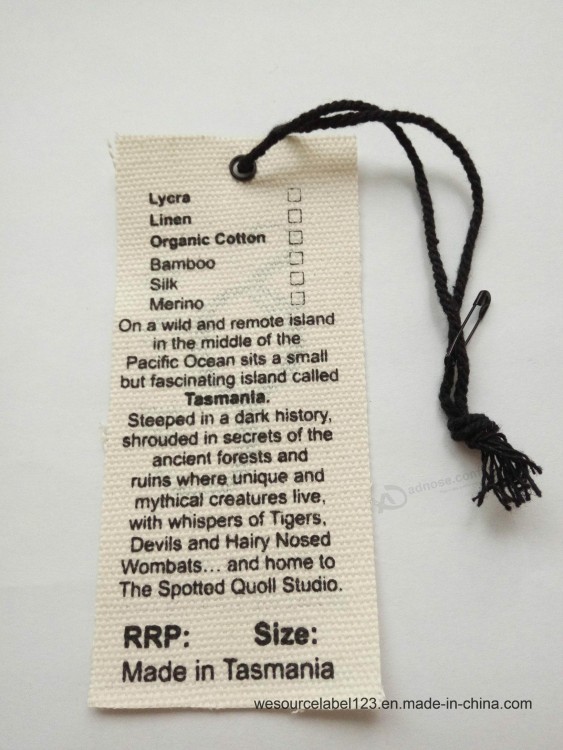 Lycra ☐
Linen ☐
Organic Cotton ☐
Bamboo ☐
Silk ☐
Merino ☐
On a wild and remote island
in the middle of the
Pacific Ocean sits a small
but fascinating island called
Tasmania.
Steeped in a dark history,
shrouded in secrets of the
ancient forests and
ruins where unique and
mythical creatures live,
with whispers of Tigers,
Devils and Hairy Nosed
Wombats... and home to
The Spotted Quoll Studio.
RRP: Size:
Made in Tasmania
adnose.com
wesourcelabel123.en.made-in-china.com